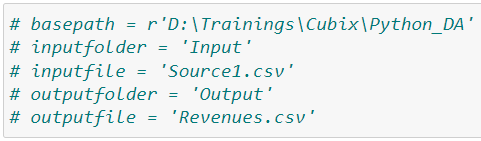 # basepath = r'D:\Trainings\Cubix\Python_DA'
# inputfolder = 'Input'
# inputfile = 'Source1.csv'
# outputfolder = 'Output'
# outputfile = 'Revenues.csv'